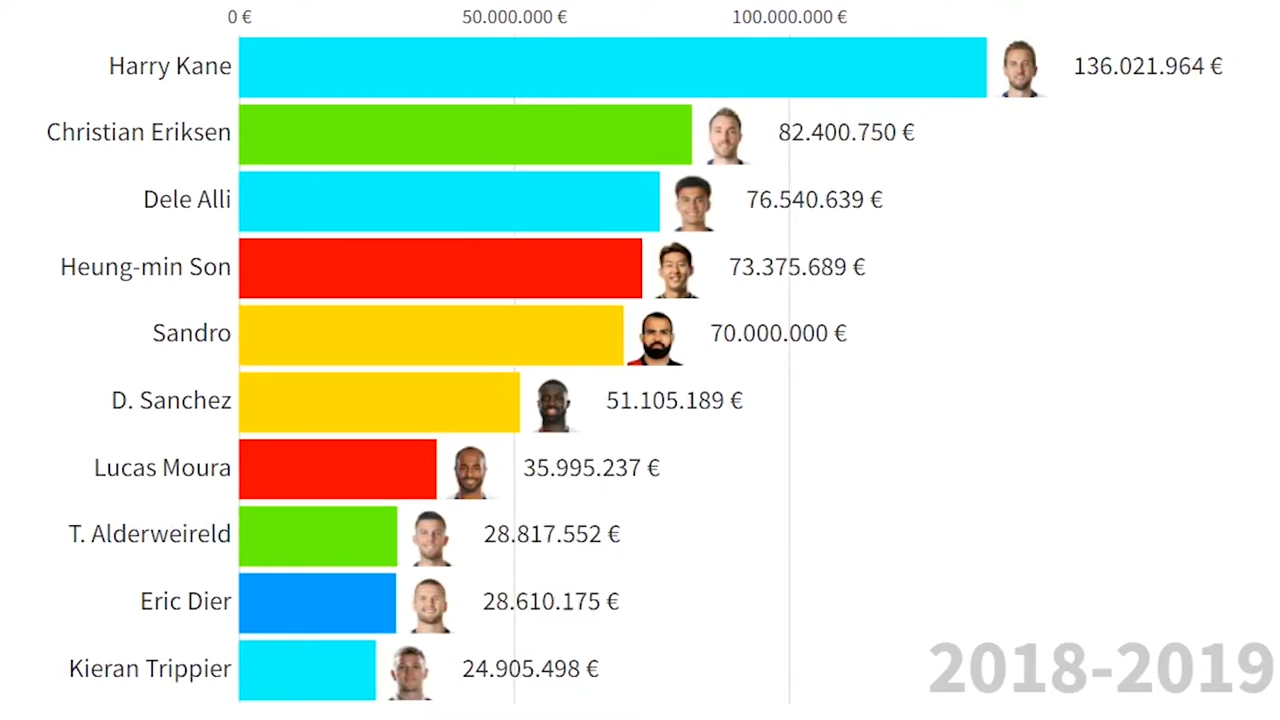 0 € 50.000.000 € 100.000.000 €
Harry Kane 136.021.964 €
Christian Eriksen 82.400.750 €
Dele Alli 76.540.639 €
Heung-min Son 73.375.689 €
Sandro 70.000.000 €
D. Sanchez 51.105.189 €
Lucas Moura 35.995.237 €
T. Alderweireld 28.817.552 €
Eric Dier 28.610.175 €
Kieran Trippier 24.905.498 €
2018-2019